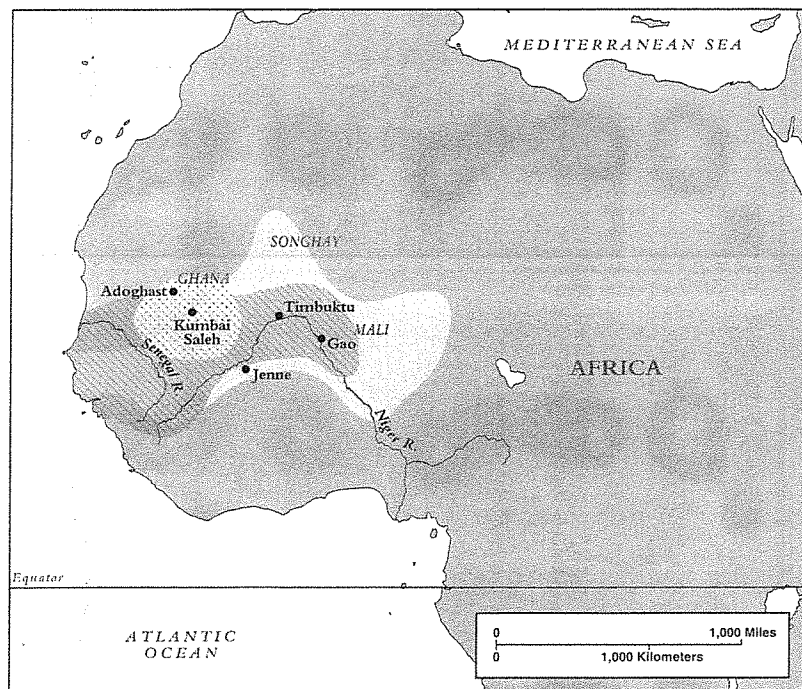 MEDITERRANEAN SEA
SONGHAY
GHANA
Adoghast
Timbuktu
Kumbai
Saleh
MALI
Gao
Senegal R.
Jenne
AFRICA
Niger R.
Equator
ATLANTIC
OCEAN
0 1,000 Miles
0 1,000 Kilometers